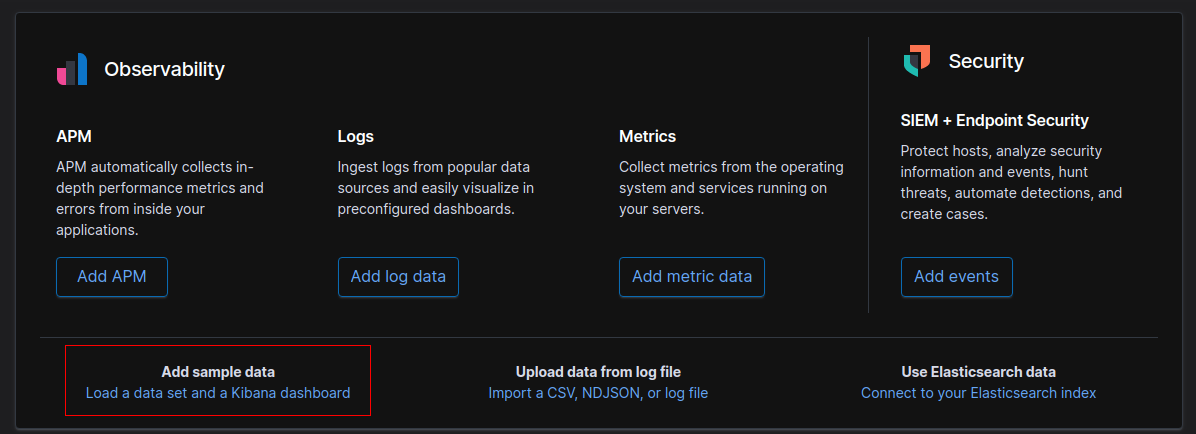 Observability
APM
APM automatically collects in-
depth performance metrics and
errors from inside your
applications.
Add APM
Logs
Ingest logs from popular data
sources and easily visualize in
preconfigured dashboards.
Add log data
Metrics
Collect metrics from the operating
system and services running on
your servers.
Add metric data
Security
SIEM + Endpoint Security
Protect hosts, analyze security
information and events, hunt
threats, automate detections, and
create cases.
Add events
Add sample data
Load a data set and a Kibana dashboard
Upload data from log file
Import a CSV, NDJSON, or log file
Use Elasticsearch data
Connect to your Elasticsearch index